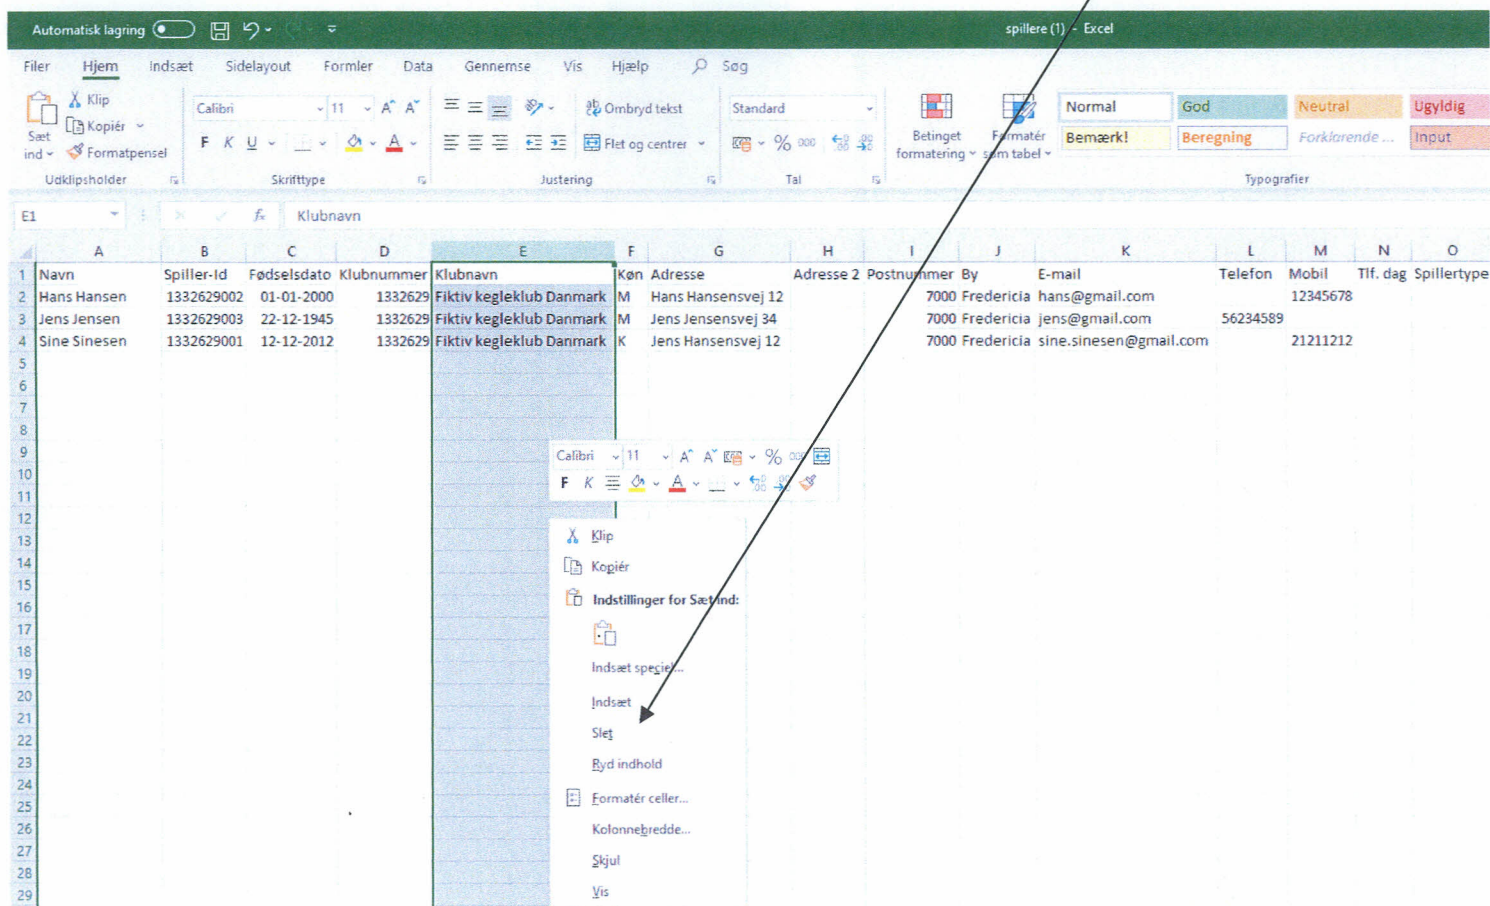 Automatisk lagring
spillere (1) - Excel
Filer Hjem Indsæt Sidelayout Formler Data Gennemse Vis Hjælp Søg
Sæt ind
Klip
Kopiér
Formatpensel
Udklipsholder
Calibri 11 A^ A˅
F K U A
Skrifttype
Ombryd tekst
Flet og centrer
Justering
Standard
% 000
Tal
Betinget formatering
Formatér som tabel
Normal God Neutral Ugyldig
Bemærk! Beregning Forklarende ... Input
Typografier
E1 fx Klubnavn
A B C D E F G H I J K L M N O
1 Navn Spiller-Id Fødselsdato Klubnummer Klubnavn Køn Adresse Adresse 2 Postnummer By E-mail Telefon Mobil Tlf. dag Spillertype
2 Hans Hansen 1332629002 01-01-2000 1332629 Fiktiv kegleklub Danmark M Hans Hansensvej 12 7000 Fredericia hans@gmail.com 12345678
3 Jens Jensen 1332629003 22-12-1945 1332629 Fiktiv kegleklub Danmark M Jens Jensensvej 34 7000 Fredericia jens@gmail.com 56234589
4 Sine Sinesen 1332629001 12-12-2012 1332629 Fiktiv kegleklub Danmark K Jens Hansensvej 12 7000 Fredericia sine.sinesen@gmail.com 21211212
5
6
7
8
9
10
11
12
13
14
15
16
17
18
19
20
21
22
23
24
25
26
27
28
29
Calibri 11 A^ A˅ % 000
F K A
Klip
Kopiér
Indstillinger for Sæt ind:
Indsæt speciel...
Indsæt
Slet
Ryd indhold
Formatér celler...
Kolonnebredde...
Skjul
Vis